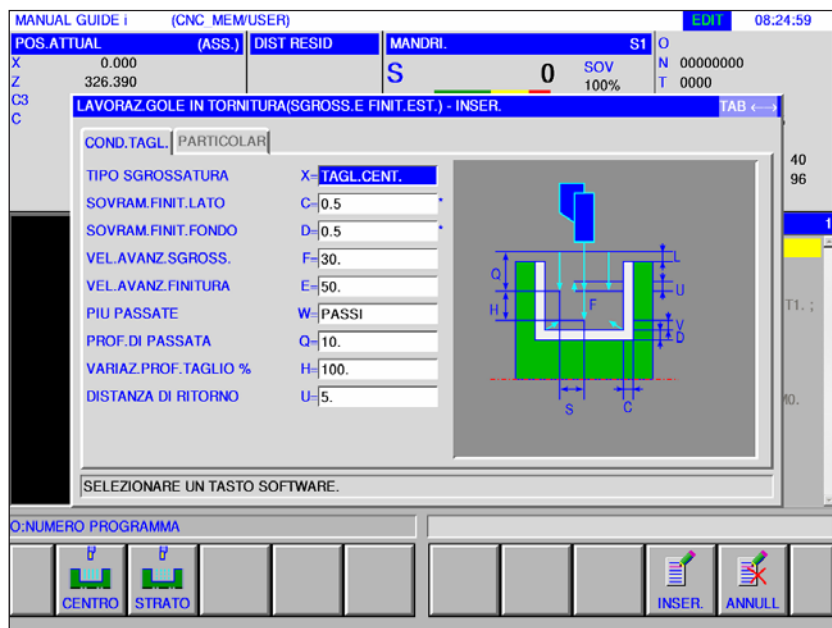 MANUAL GUIDE i (CNC_MEM/USER) EDIT 08:24:59
POS.ATTUAL (ASS.) DIST RESID MANDRI. S1 O
X 0.000 S 0 SOV N 00000000
Z 326.390 100% T 0000
C3
C
LAVORAZ.GOLE IN TORNITURA(SGROSS.E FINIT.EST.) - INSER. TAB ←→
COND.TAGL. PARTICOLAR
40
96
TIPO SGROSSATURA X= TAGL.CENT.
SOVRAM.FINIT.LATO C= 0.5 *
SOVRAM.FINIT.FONDO D= 0.5 *
VEL.AVANZ.SGROSS. F= 30.
VEL.AVANZ.FINITURA E= 50.
PIU PASSATE W= PASSI
PROF.DI PASSATA Q= 10.
VARIAZ.PROF.TAGLIO % H= 100.
DISTANZA DI RITORNO U= 5.
L
Q
U
F
H
V
D
S
C
1
T1.;
M0.
SELEZIONARE UN TASTO SOFTWARE.
O:NUMERO PROGRAMMA
CENTRO STRATO INSER. ANNULL